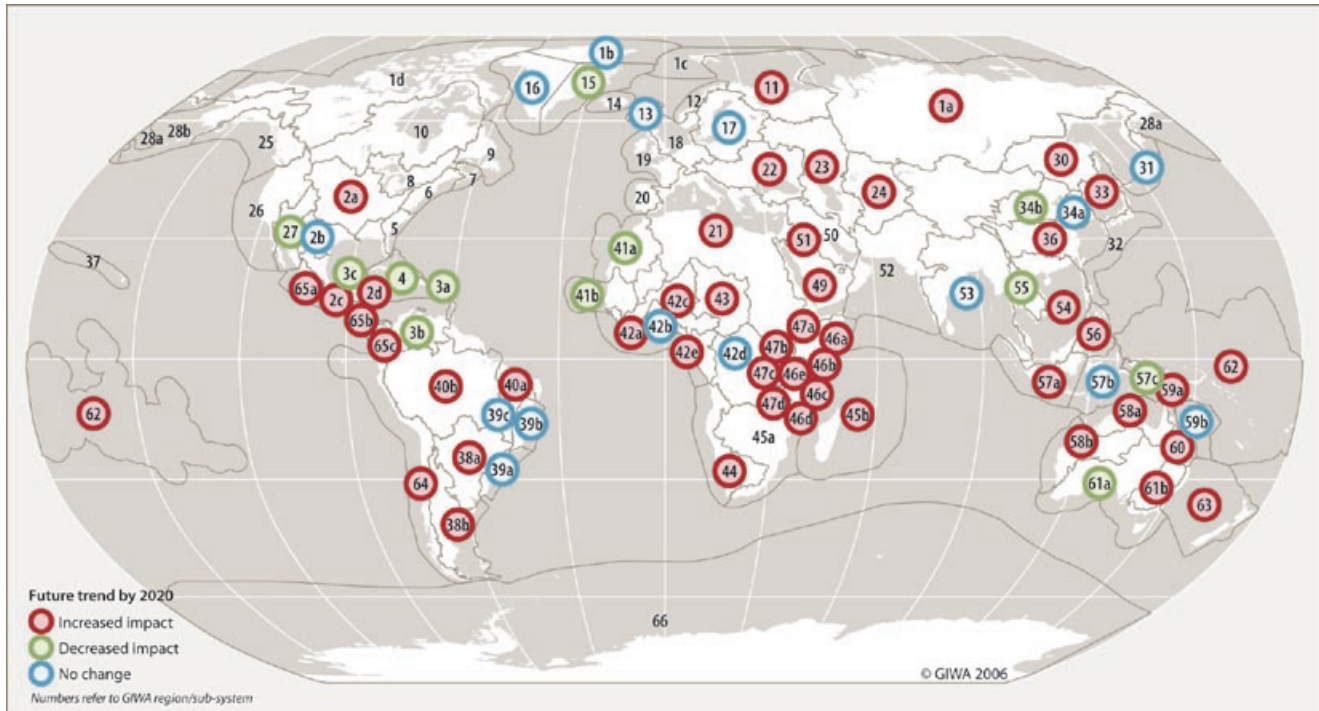 1b
1c
1d
16
15
11
14
12
1a
13
17
28b
28a
25
10
18
28a
9
19
22
23
30
31
8
7
6
2a
24
33
20
34b
34a
26
27
2b
5
21
51
50
36
32
41a
37
3c
4
3a
52
65a
2c
2d
41b
42c
43
49
53
55
54
65b
3b
42a
42b
47a
46a
56
65c
42e
42d
47b
46b
62
40b
40a
47c
46e
57a
57b
57c
59a
62
39c
39b
47d
46c
46d
45b
58a
59b
45a
58b
60
38a
39a
44
64
61a
61b
63
38b
Future trend by 2020
Increased impact
66
Decreased impact
No change
© GIWA 2006
Numbers refer to GIWA region/sub-system